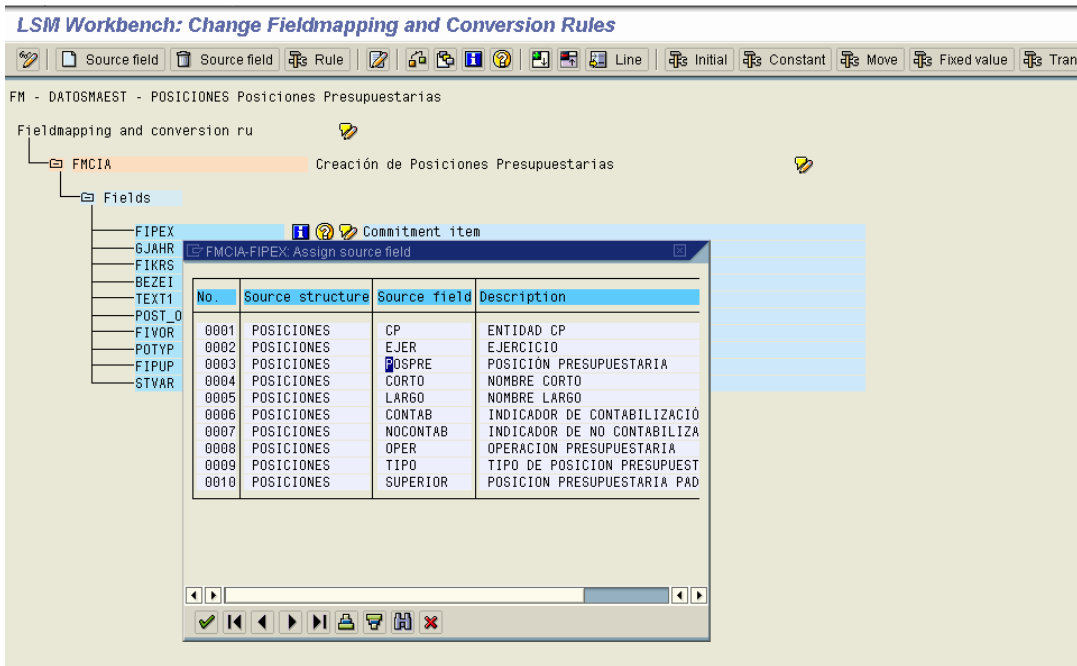 LSM Workbench: Change Fieldmapping and Conversion Rules
Source field Source field Rule Line Initial Constant Move Fixed value Tran
FM - DATOSMAEST - POSICIONES Posiciones Presupuestarias
Fieldmapping and conversion ru
FMCIA Creación de Posiciones Presupuestarias
Fields
FIPEX Commitment item
GJAHR
FIKRS
BEZEI
TEXT1
POST_O
FIVOR
POTYP
FIPUP
STVAR
FMCIA-FIPEX: Assign source field
No. Source structure Source field Description
0001 POSICIONES CP ENTIDAD CP
0002 POSICIONES EJER EJERCICIO
0003 POSICIONES POSPRE POSICIÓN PRESUPUESTARIA
0004 POSICIONES CORTO NOMBRE CORTO
0005 POSICIONES LARGO NOMBRE LARGO
0006 POSICIONES CONTAB INDICADOR DE CONTABILIZACIÓ
0007 POSICIONES NOCONTAB INDICADOR DE NO CONTABILIZA
0008 POSICIONES OPER OPERACION PRESUPUESTARIA
0009 POSICIONES TIPO TIPO DE POSICION PRESUPUEST
0010 POSICIONES SUPERIOR POSICION PRESUPUESTARIA PAD